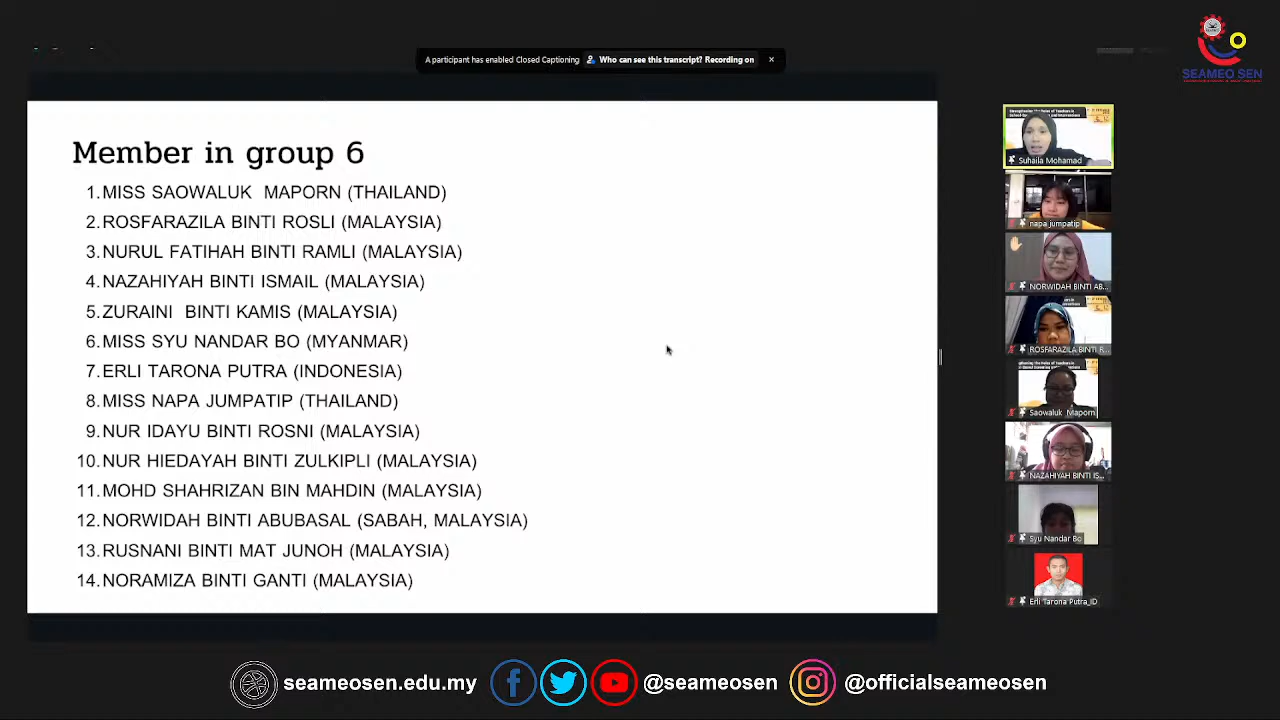 A participant has enabled Closed Captioning Who can see this transcript? Recording on ×
SEAMEO SEN
Member in group 6
1. MISS SAOWALUK MAPORN (THAILAND)
2. ROSFARAZILA BINTI ROSLI (MALAYSIA)
3. NURUL FATIHAH BINTI RAMLI (MALAYSIA)
4. NAZAHIYAH BINTI ISMAIL (MALAYSIA)
5. ZURAINI BINTI KAMIS (MALAYSIA)
6. MISS SYU NANDAR BO (MYANMAR)
7. ERLI TARONA PUTRA (INDONESIA)
8. MISS NAPA JUMPATIP (THAILAND)
9. NUR IDAYU BINTI ROSNI (MALAYSIA)
10. NUR HIEDAYAH BINTI ZULKIPLI (MALAYSIA)
11. MOHD SHAHRIZAN BIN MAHDIN (MALAYSIA)
12. NORWIDAH BINTI ABUBASAL (SABAH, MALAYSIA)
13. RUSNANI BINTI MAT JUNOH (MALAYSIA)
14. NORAMIZA BINTI GANTI (MALAYSIA)
Suhaila Mohamad
napa jumpatip
NORWIDAH BINTI AB...
ROSFARAZILA BINTI R...
Saowaluk Maporn
NAZAHIYAH BINTI IS...
Syu Nandar Bo
Erli Tarona Putra_ID
seameosen.edu.my @seameosen @officialseameosen